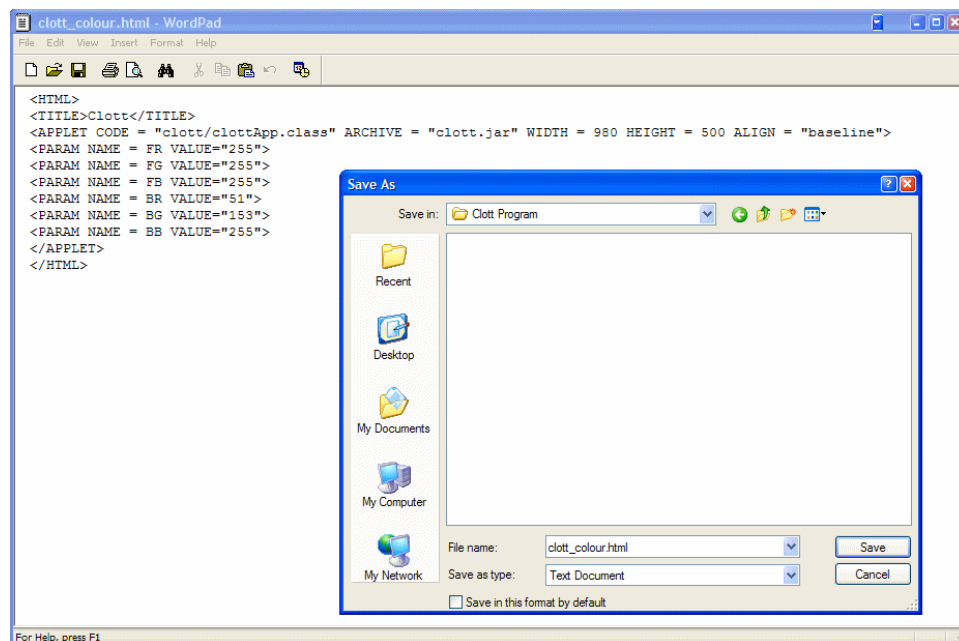 clott_colour.html - WordPad
File Edit View Insert Format Help
<HTML>
<TITLE>Clott</TITLE>
<APPLET CODE = "clott/clottApp.class" ARCHIVE = "clott.jar" WIDTH = 980 HEIGHT = 500 ALIGN = "baseline">
<PARAM NAME = FR VALUE="255">
<PARAM NAME = FG VALUE="255">
<PARAM NAME = FB VALUE="255">
<PARAM NAME = BR VALUE="51">
<PARAM NAME = BG VALUE="153">
<PARAM NAME = BB VALUE="255">
</APPLET>
</HTML>
Save As
Save in: Clott Program
Recent
Desktop
My Documents
My Computer
My Network
File name: clott_colour.html Save
Save as type: Text Document Cancel
Save in this format by default
For Help, press F1